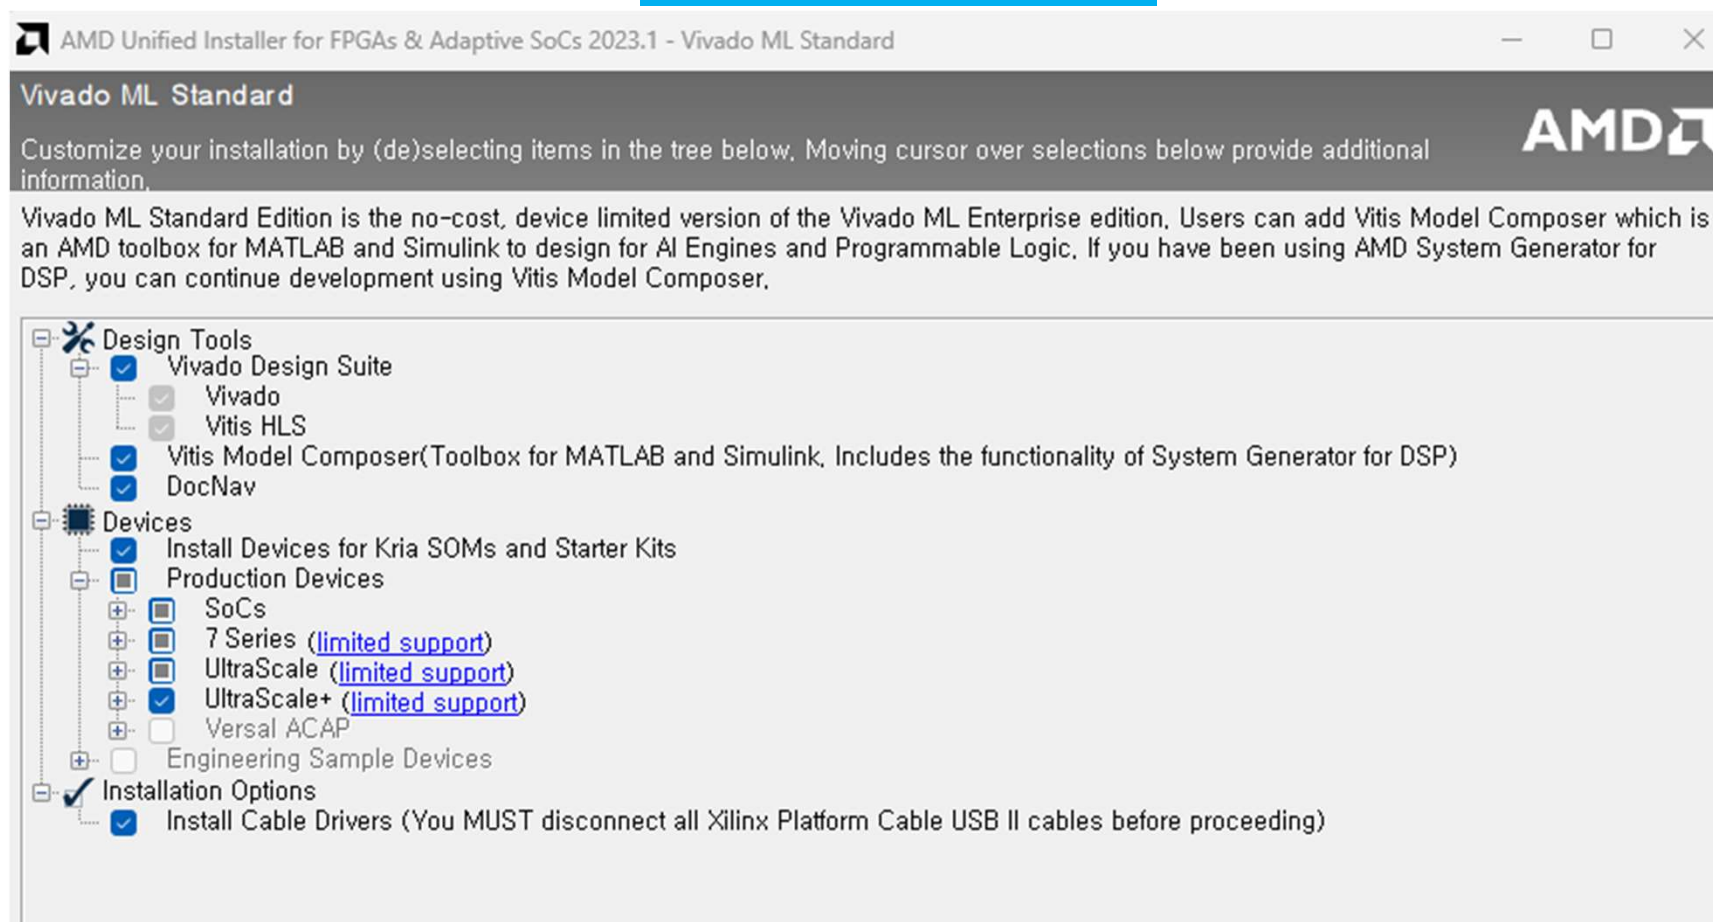 AMD Unified Installer for FPGAs & Adaptive SoCs 2023.1 - Vivado ML Standard
Vivado ML Standard
AMD
Customize your installation by (de)selecting items in the tree below, Moving cursor over selections below provide additional
information,
Vivado ML Standard Edition is the no-cost, device limited version of the Vivado ML Enterprise edition, Users can add Vitis Model Composer which is
an AMD toolbox for MATLAB and Simulink to design for AI Engines and Programmable Logic, If you have been using AMD System Generator for
DSP, you can continue development using Vitis Model Composer,
Design Tools
Vivado Design Suite
Vivado
Vitis HLS
Vitis Model Composer(Toolbox for MATLAB and Simulink, Includes the functionality of System Generator for DSP)
DocNav
Devices
Install Devices for Kria SOMs and Starter Kits
Production Devices
SoCs
7 Series (limited support)
UltraScale (limited support)
UltraScale+ (limited support)
Versal ACAP
Engineering Sample Devices
Installation Options
Install Cable Drivers (You MUST disconnect all Xilinx Platform Cable USB II cables before proceeding)